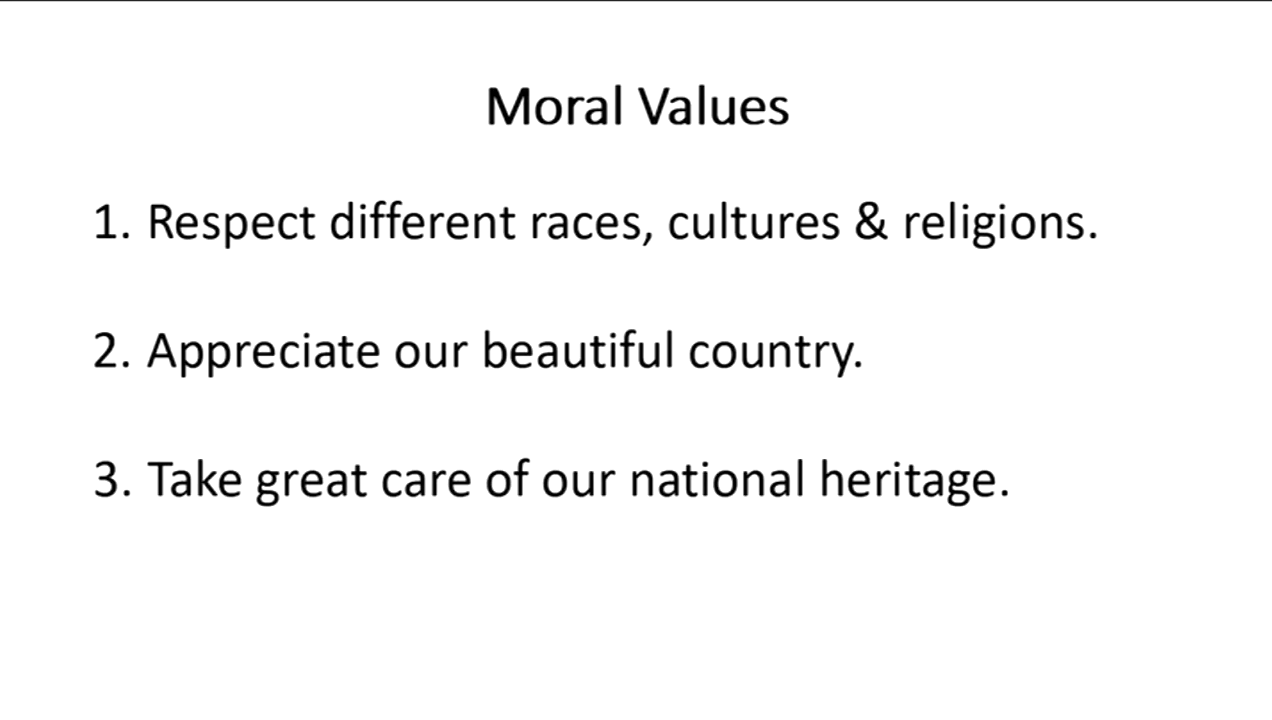 Moral Values
1. Respect different races, cultures & religions.
2. Appreciate our beautiful country.
3. Take great care of our national heritage.